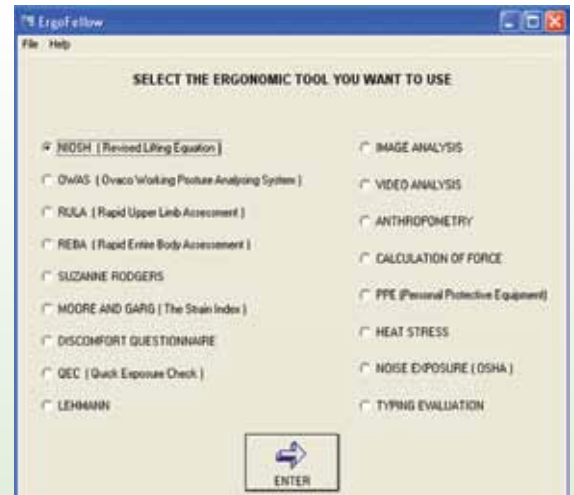 ErgoFellow
File Help
SELECT THE ERGONOMIC TOOL YOU WANT TO USE
NIOSH ( Revised Lifting Equation )
OWAS ( Ovaco Working Posture Analysing System )
RULA ( Rapid Upper Limb Assessment )
REBA ( Rapid Entire Body Assessement )
SUZANNE RODGERS
MOORE AND GARG ( The Strain Index )
DISCOMFORT QUESTIONNAIRE
QEC ( Quick Exposure Check )
LEHMANN
IMAGE ANALYSIS
VIDEO ANALYSIS
ANTHROPOMETRY
CALCULATION OF FORCE
PPE (Personal Protective Equipment)
HEAT STRESS
NOISE EXPOSURE ( OSHA )
TYPING EVALUATION
ENTER